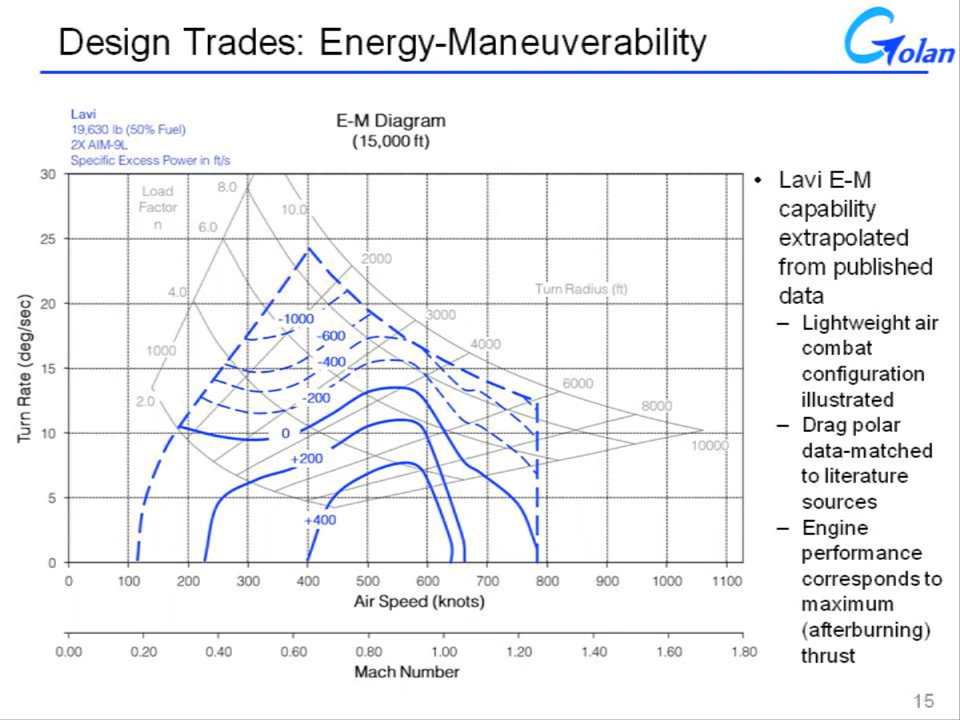 Design Trades: Energy-Maneuverability
Golan
Lavi
19,630 lb (50% Fuel)
2X AIM-9L
Specific Excess Power in ft/s
E-M Diagram
(15,000 ft)
30
25
20
15
10
5
0
Turn Rate (deg/sec)
Load
Factor
n
8.0
10.0
6.0
4.0
2.0
1000
2000
Turn Radius (ft)
3000
4000
6000
8000
10000
-1000
-600
-400
-200
0
+200
+400
0 100 200 300 400 500 600 700 800 900 1000 1100
Air Speed (knots)
0.00 0.20 0.40 0.60 0.80 1.00 1.20 1.40 1.60 1.80
Mach Number
• Lavi E-M
capability
extrapolated
from published
data
– Lightweight air
combat
configuration
illustrated
– Drag polar
data-matched
to literature
sources
– Engine
performance
corresponds to
maximum
(afterburning)
thrust
15